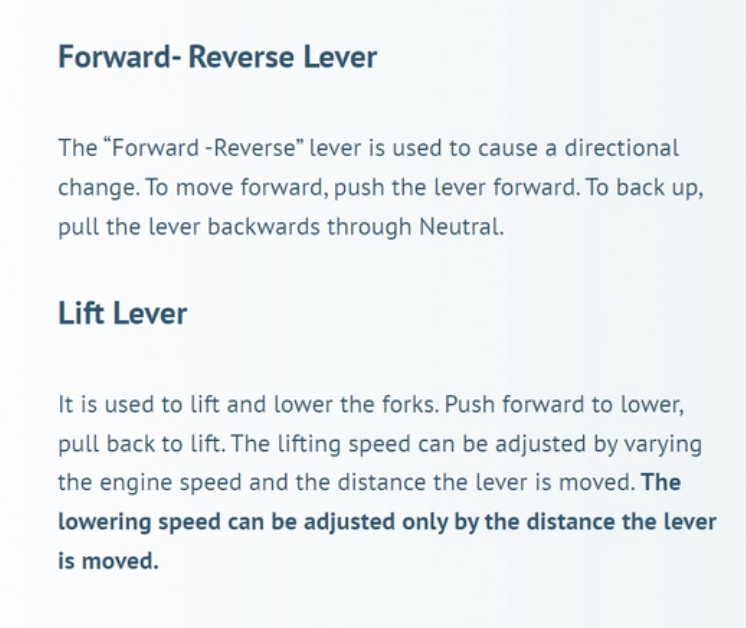 Forward- Reverse Lever
The “Forward -Reverse” lever is used to cause a directional
change. To move forward, push the lever forward. To back up,
pull the lever backwards through Neutral.
Lift Lever
It is used to lift and lower the forks. Push forward to lower,
pull back to lift. The lifting speed can be adjusted by varying
the engine speed and the distance the lever is moved. The
lowering speed can be adjusted only by the distance the lever
is moved.